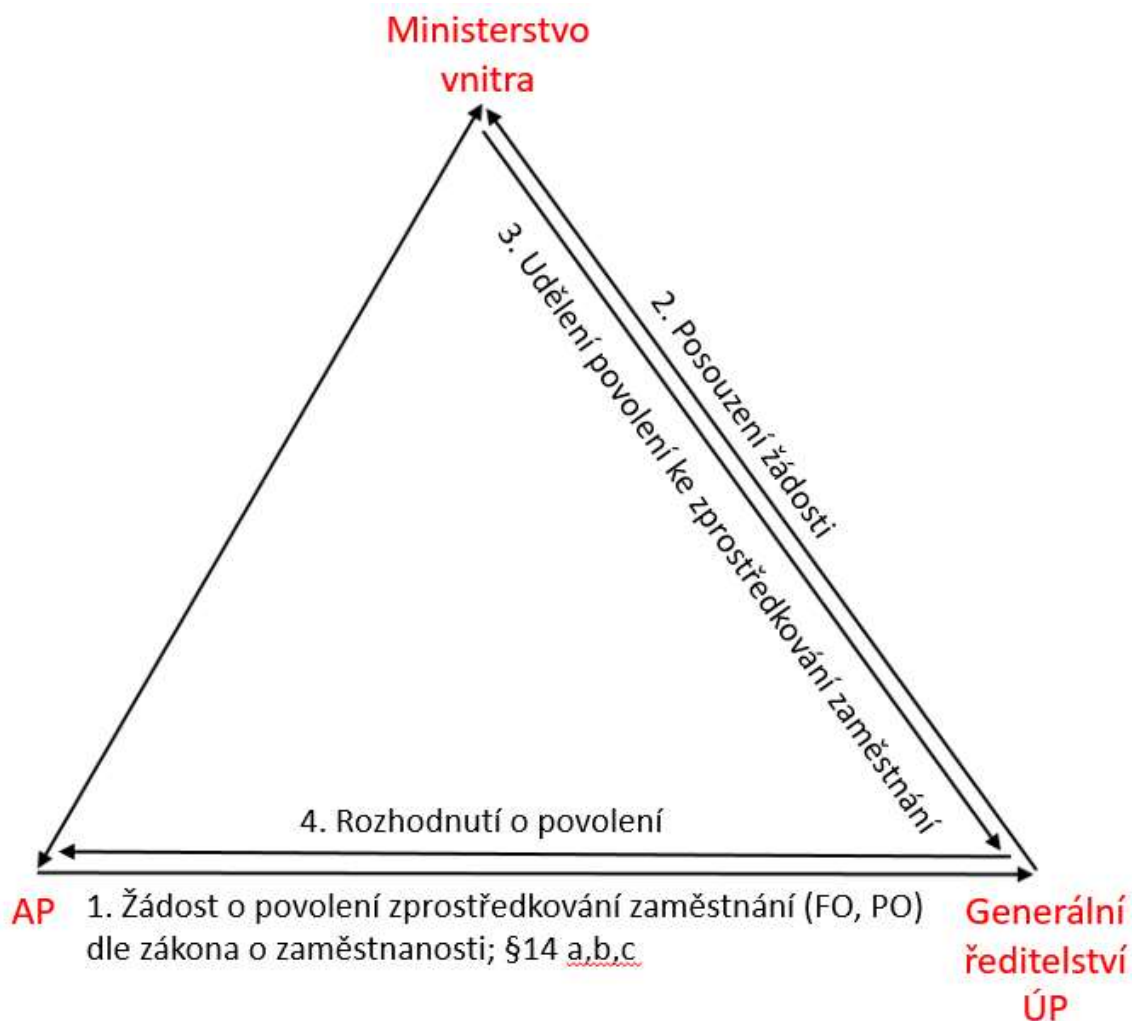 Ministerstvo
vnitra
3. Udělení povolení ke zprostředkování zaměstnání
2. Posouzení žádosti
4. Rozhodnutí o povolení
AP
1. Žádost o povolení zprostředkování zaměstnání (FO, PO)
dle zákona o zaměstnanosti; §14 a,b,c
Generální
ředitelství
ÚP